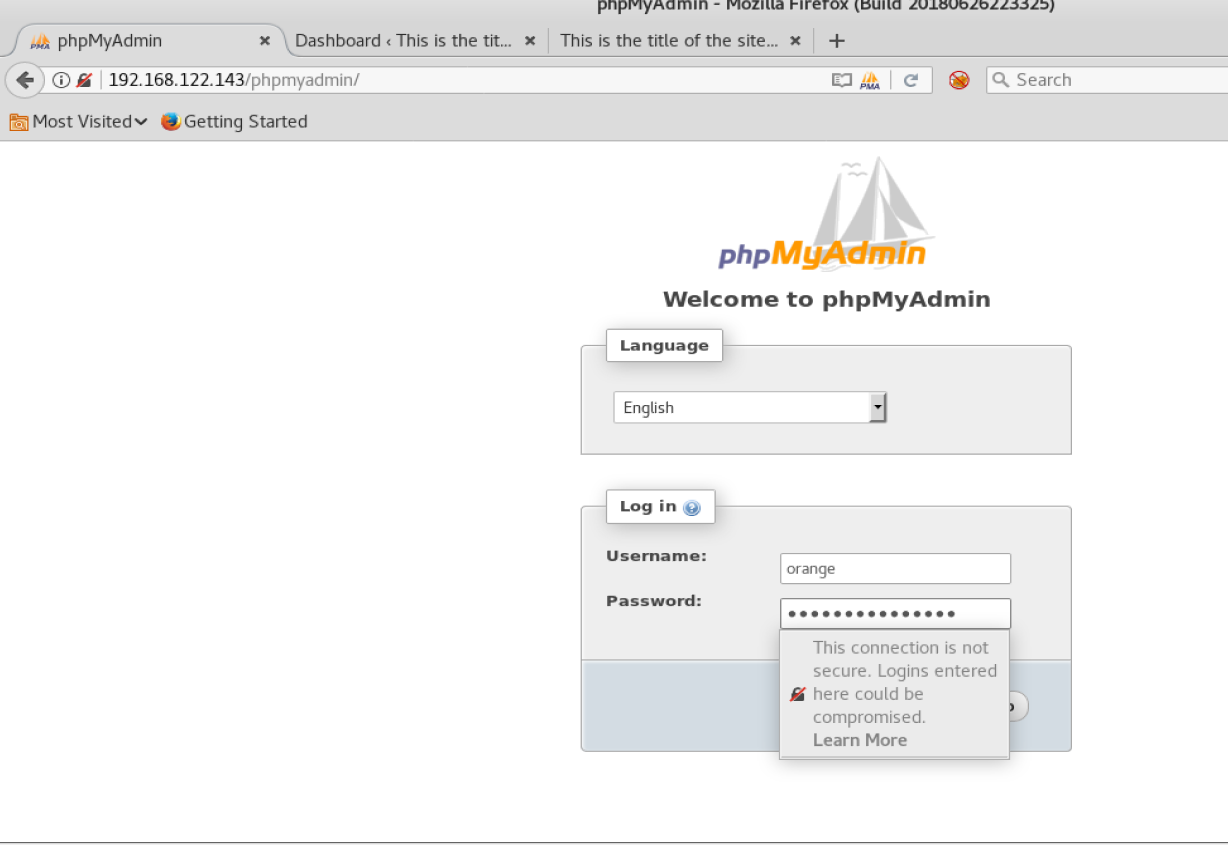 phpMyAdmin - Mozilla Firefox (Build 20180626223325)
PMA phpMyAdmin × Dashboard ‹ This is the tit... × This is the title of the site... × +
192.168.122.143/phpmyadmin/ PMA Search
Most Visited Getting Started
phpMyAdmin
Welcome to phpMyAdmin
Language
English
Log in
Username:
orange
Password:
•••••••••••••••
This connection is not
secure. Logins entered
here could be
compromised.
Learn More